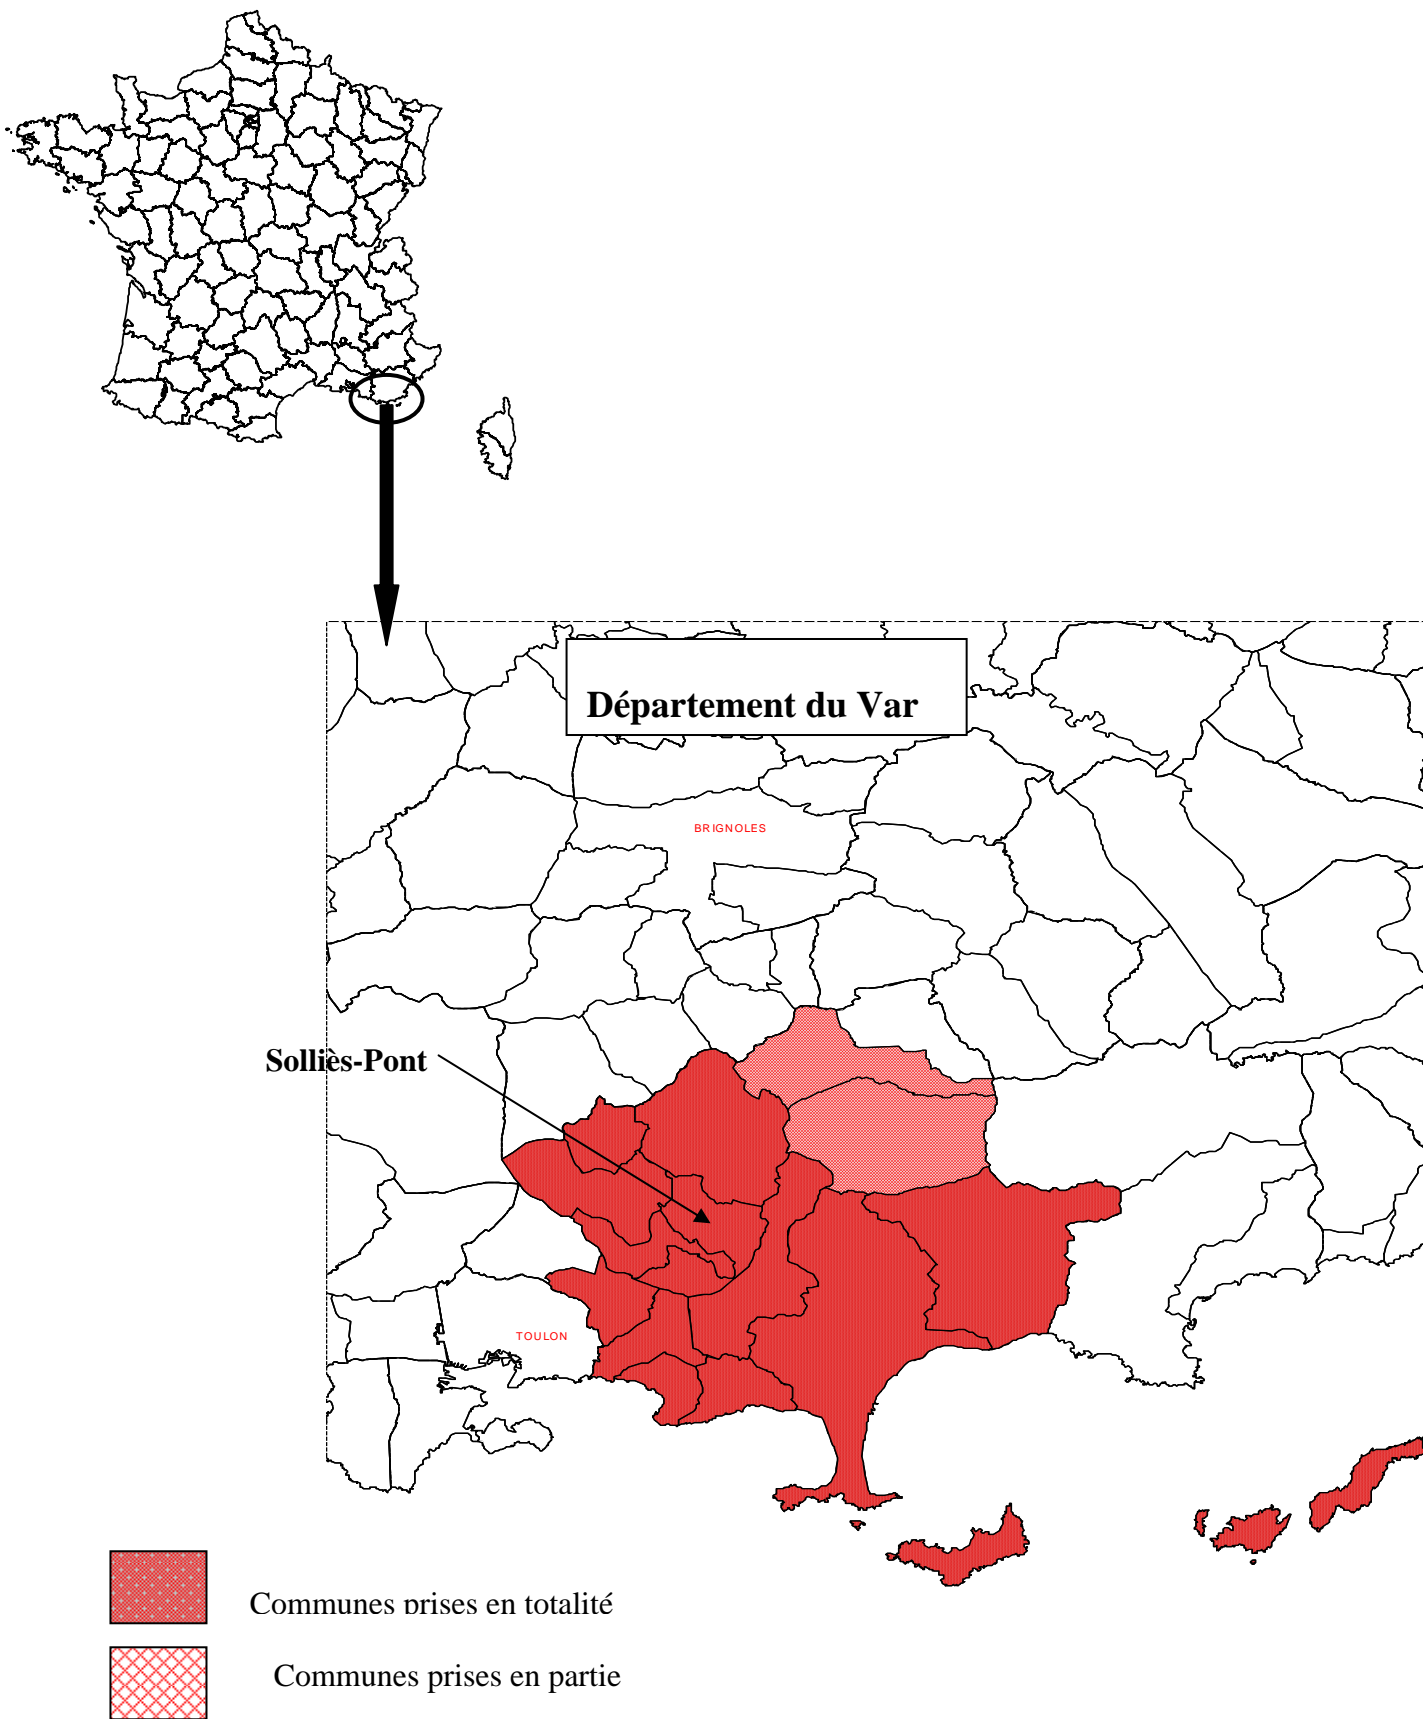 Département du Var
BRIGNOLES
Solliès-Pont
TOULON
Communes prises en totalité
Communes prises en partie